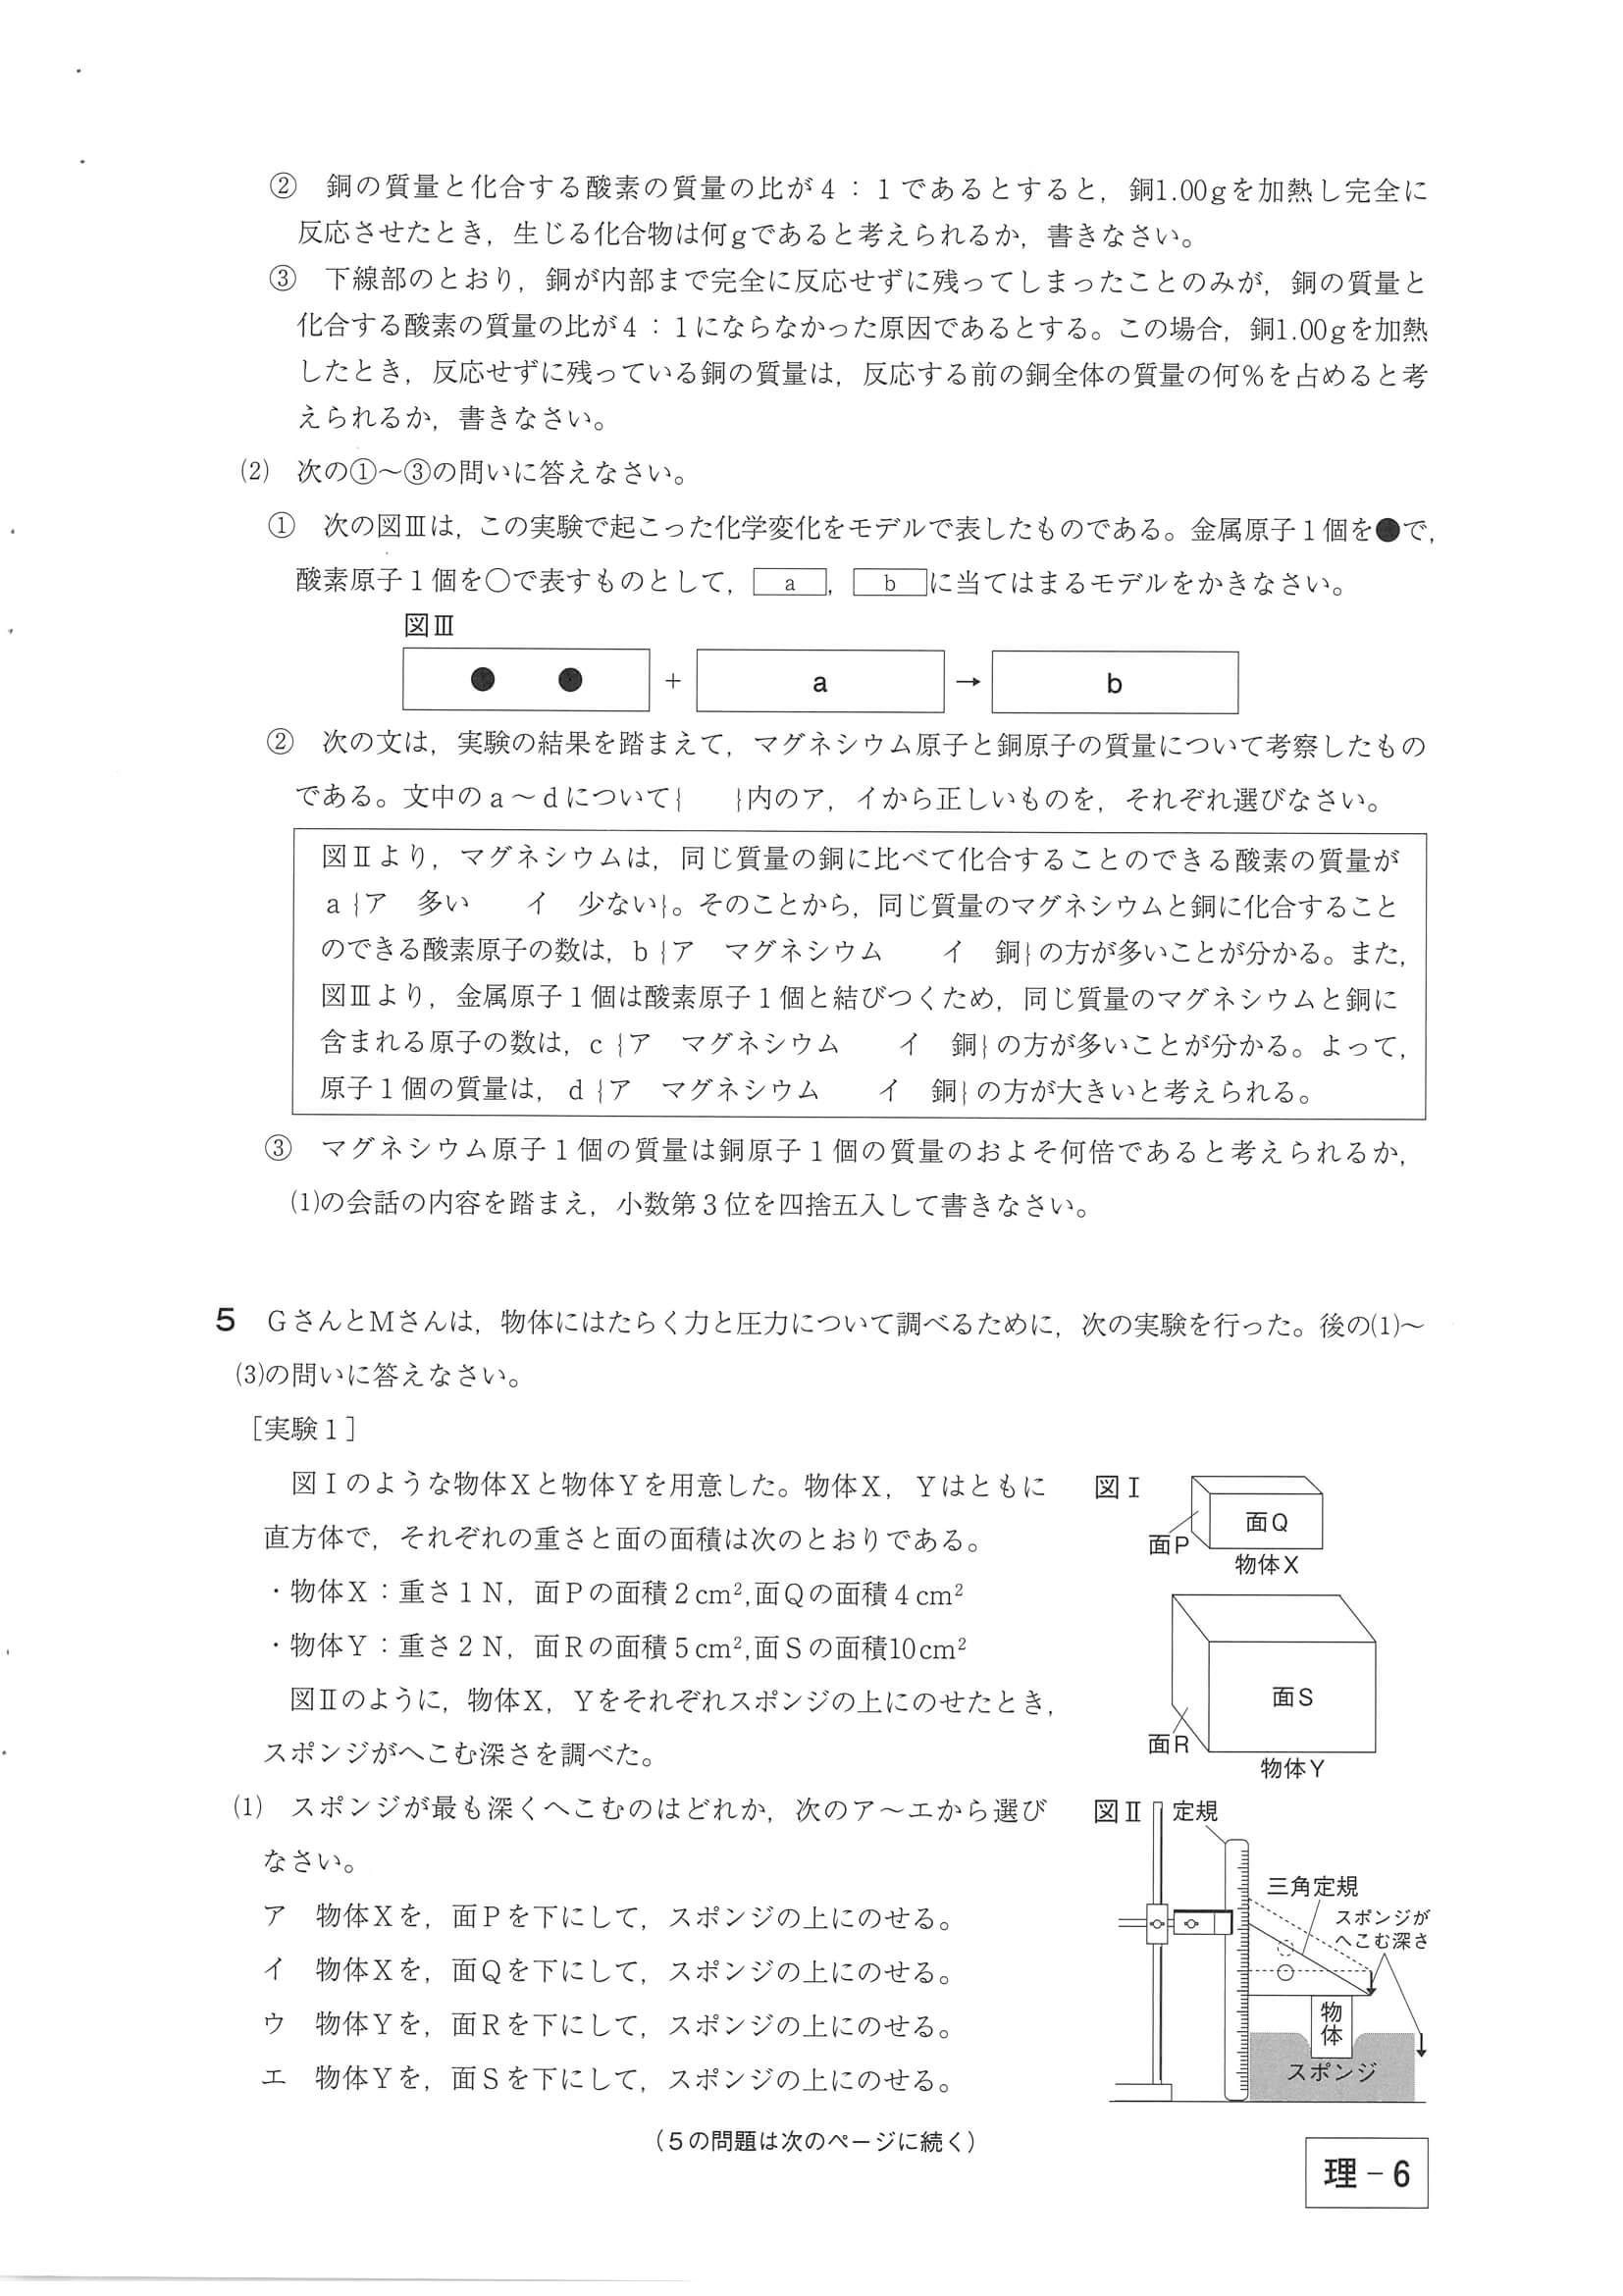 ② 銅の質量と化合する酸素の質量の比が4：1であるとすると，銅1.00gを加熱し完全に
反応させたとき，生じる化合物は何gであると考えられるか，書きなさい。
③ 下線部のとおり，銅が内部まで完全に反応せずに残ってしまったことのみが，銅の質量と
化合する酸素の質量の比が4：1にならなかった原因であるとする。この場合，銅1.00gを加熱
したとき，反応せずに残っている銅の質量は，反応する前の銅全体の質量の何％を占めると考
えられるか，書きなさい。
⑵ 次の①～③の問いに答えなさい。
① 次の図Ⅲは，この実験で起こった化学変化をモデルで表したものである。金属原子1個を●で，
酸素原子1個を○で表すものとして， a ， b に当てはまるモデルをかきなさい。
図Ⅲ
● ● ＋ a → b
② 次の文は，実験の結果を踏まえて，マグネシウム原子と銅原子の質量について考察したもの
である。文中のa～dについて{ }内のア，イから正しいものを，それぞれ選びなさい。
図Ⅱより，マグネシウムは，同じ質量の銅に比べて化合することのできる酸素の質量が
a{ア 多い イ 少ない}。そのことから，同じ質量のマグネシウムと銅に化合すること
のできる酸素原子の数は，b{ア マグネシウム イ 銅}の方が多いことが分かる。また，
図Ⅲより，金属原子1個は酸素原子1個と結びつくため，同じ質量のマグネシウムと銅に
含まれる原子の数は，c{ア マグネシウム イ 銅}の方が多いことが分かる。よって，
原子1個の質量は，d{ア マグネシウム イ 銅}の方が大きいと考えられる。
③ マグネシウム原子1個の質量は銅原子1個の質量のおよそ何倍であると考えられるか，
⑴の会話の内容を踏まえ，小数第3位を四捨五入して書きなさい。
5 GさんとMさんは，物体にはたらく力と圧力について調べるために，次の実験を行った。後の⑴～
⑶の問いに答えなさい。
［実験1］
図Ⅰのような物体Xと物体Yを用意した。物体X，Yはともに
直方体で，それぞれの重さと面の面積は次のとおりである。
・物体X：重さ1N，面Pの面積2cm²,面Qの面積4cm²
・物体Y：重さ2N，面Rの面積5cm²,面Sの面積10cm²
図Ⅱのように，物体X，Yをそれぞれスポンジの上にのせたとき，
スポンジがへこむ深さを調べた。
図Ⅰ
面Q
面P
物体X
面S
面R
物体Y
⑴ スポンジが最も深くへこむのはどれか，次のア～エから選び
なさい。
ア 物体Xを，面Pを下にして，スポンジの上にのせる。
イ 物体Xを，面Qを下にして，スポンジの上にのせる。
ウ 物体Yを，面Rを下にして，スポンジの上にのせる。
エ 物体Yを，面Sを下にして，スポンジの上にのせる。
図Ⅱ 定規
三角定規
スポンジが
へこむ深さ
物
体
スポンジ
（5の問題は次のページに続く）
理－6